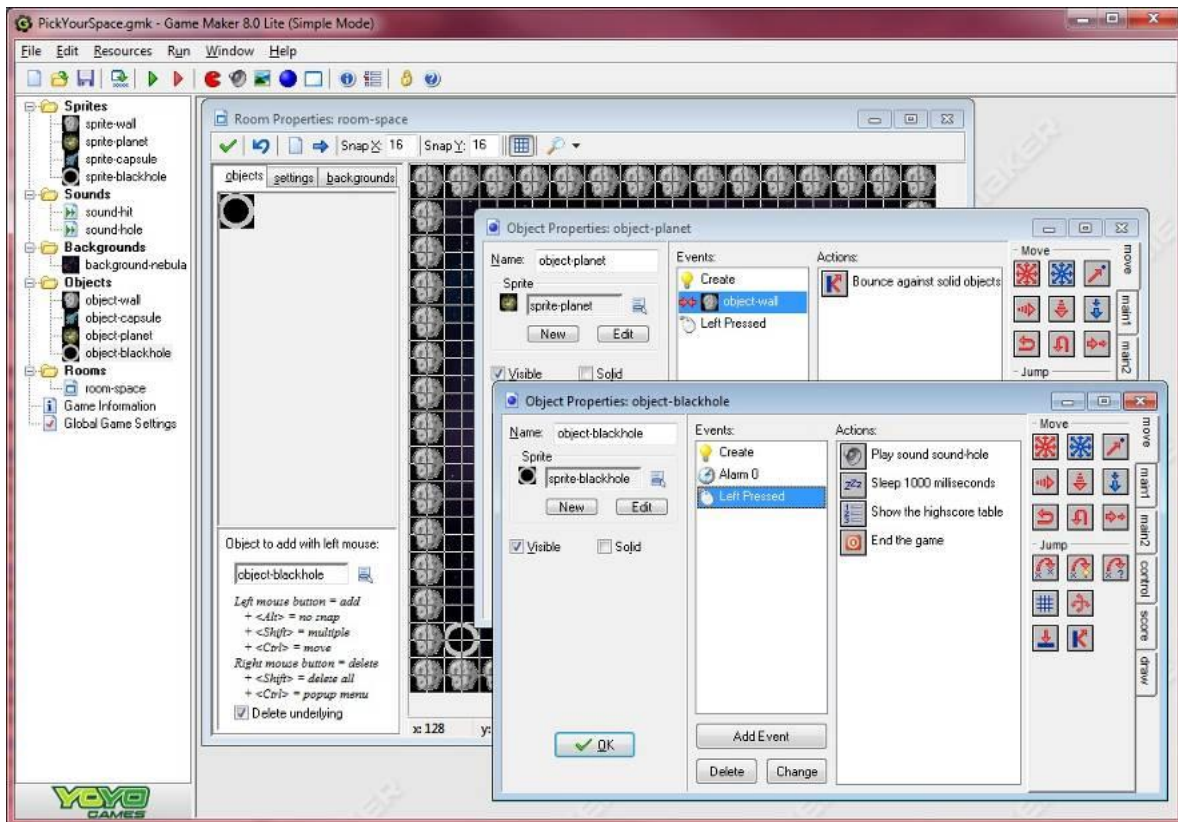 PickYourSpace.gmk - Game Maker 8.0 Lite (Simple Mode)
File Edit Resources Run Window Help
Sprites
sprite-wall
sprite-planet
sprite-capsule
sprite-blackhole
Sounds
sound-hit
sound-hole
Backgrounds
background-nebula
Objects
object-wall
object-capsule
object-planet
object-blackhole
Rooms
room-space
Game Information
Global Game Settings
YOYO
GAMES
Room Properties: room-space
Snap X: 16 Snap Y: 16
objects settings backgrounds
Object to add with left mouse:
object-blackhole
Left mouse button = add
+ <Alt> = no snap
+ <Shift> = multiple
+ <Ctrl> = move
Right mouse button = delete
+ <Shift> = delete all
+ <Ctrl> = popup menu
Delete underlying
x: 128 y:
Object Properties: object-planet
Name: object-planet
Sprite
sprite-planet
New Edit
Visible Solid
Events:
Create
object-wall
Left Pressed
Actions:
Bounce against solid objects
Move
Jump
move
main1
main2
Object Properties: object-blackhole
Name: object-blackhole
Sprite
sprite-blackhole
New Edit
Visible Solid
OK
Events:
Create
Alarm 0
Left Pressed
Add Event
Delete Change
Actions:
Play sound sound-hole
Sleep 1000 milliseconds
Show the highscore table
End the game
Move
Jump
move
main1
main2
control
score
draw